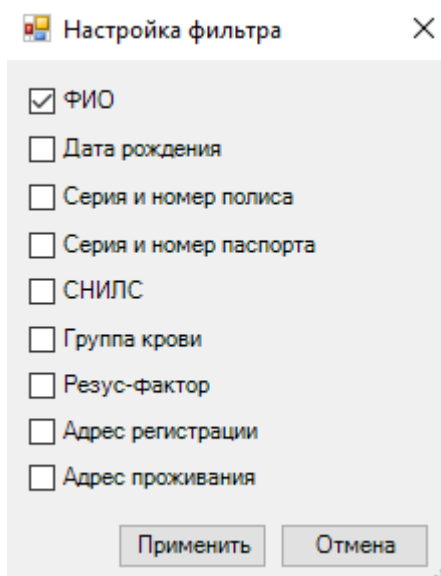 Настройка фильтра
ФИО
Дата рождения
Серия и номер полиса
Серия и номер паспорта
СНИЛС
Группа крови
Резус-фактор
Адрес регистрации
Адрес проживания
Применить Отмена